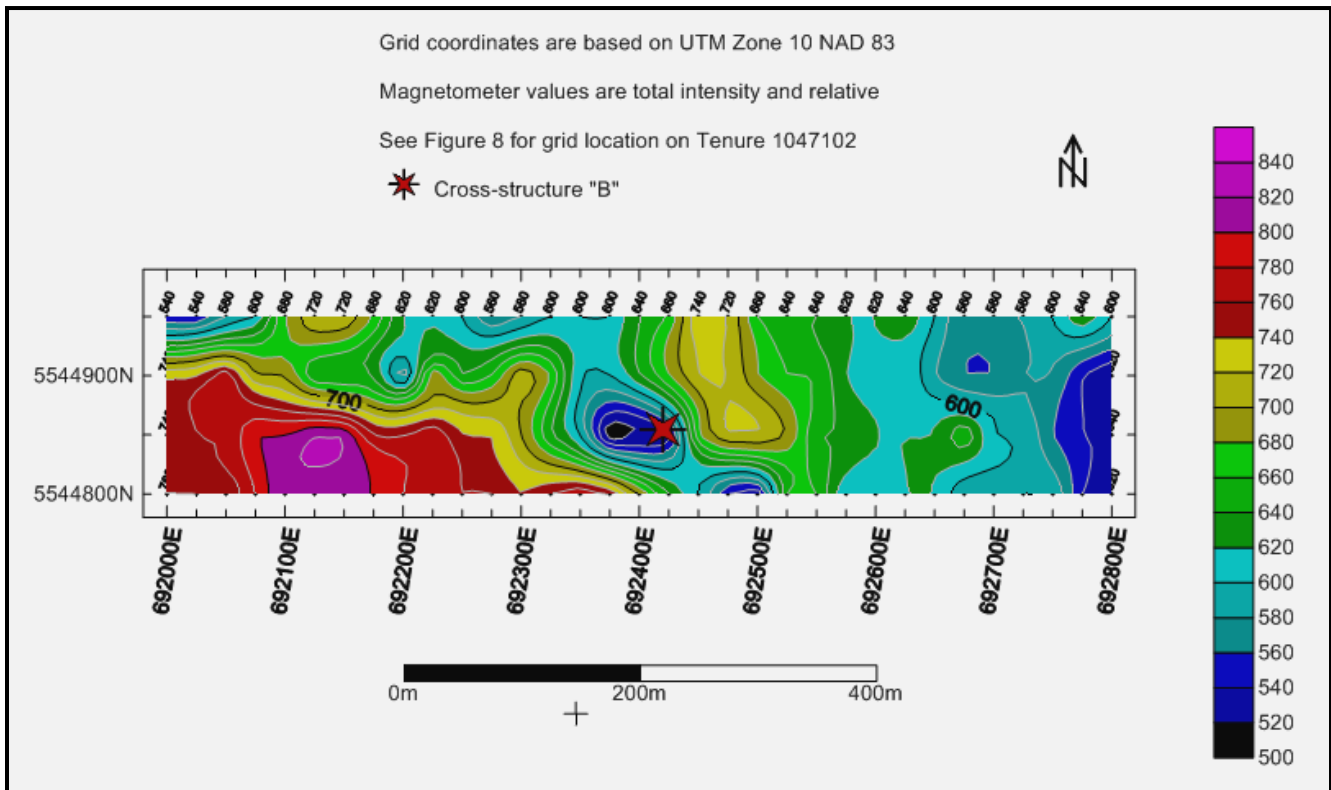 Grid coordinates are based on UTM Zone 10 NAD 83
Magnetometer values are total intensity and relative
See Figure 8 for grid location on Tenure 1047102
N
Cross-structure "B"
840
820
800
780
760
740
720
700
680
660
640
620
600
580
560
540
520
500
5544900N
5544800N
700
600
692000E
692100E
692200E
692300E
692400E
692500E
692600E
692700E
692800E
0m 200m 400m